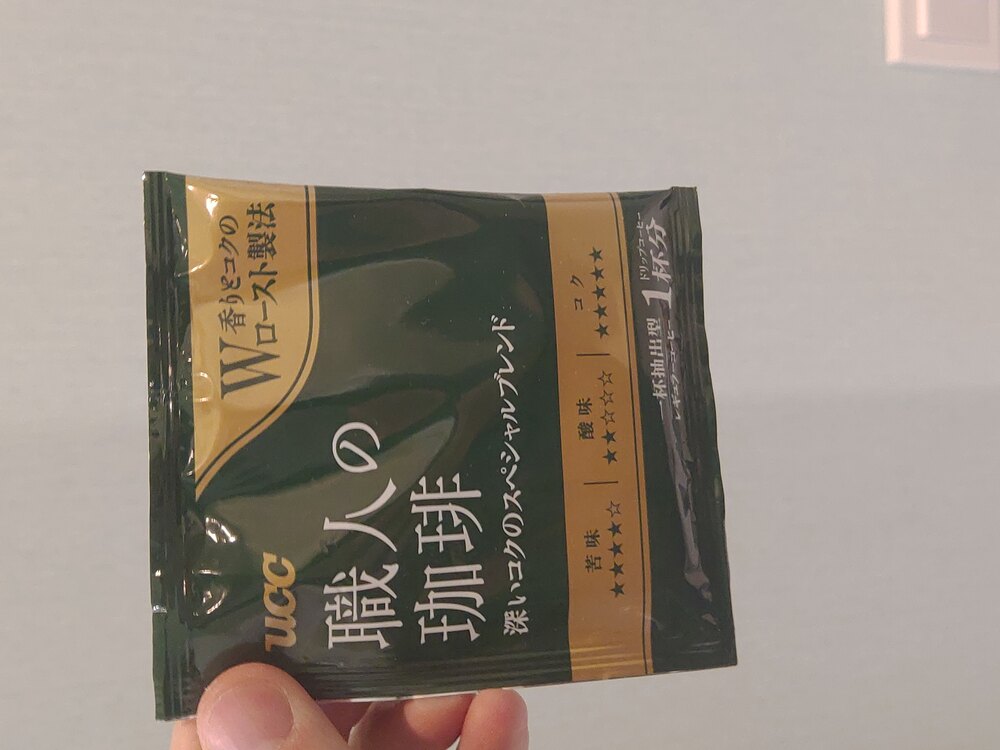 香りとコクの
Wロースト製法
UCC
職人の
珈琲
深いコクのスペシャルブレンド
苦味 酸味 コク
★★★★☆ | ★★☆☆☆ | ★★★★★
ドリップコーヒー
一杯抽出型 1杯分
レギュラーコーヒー